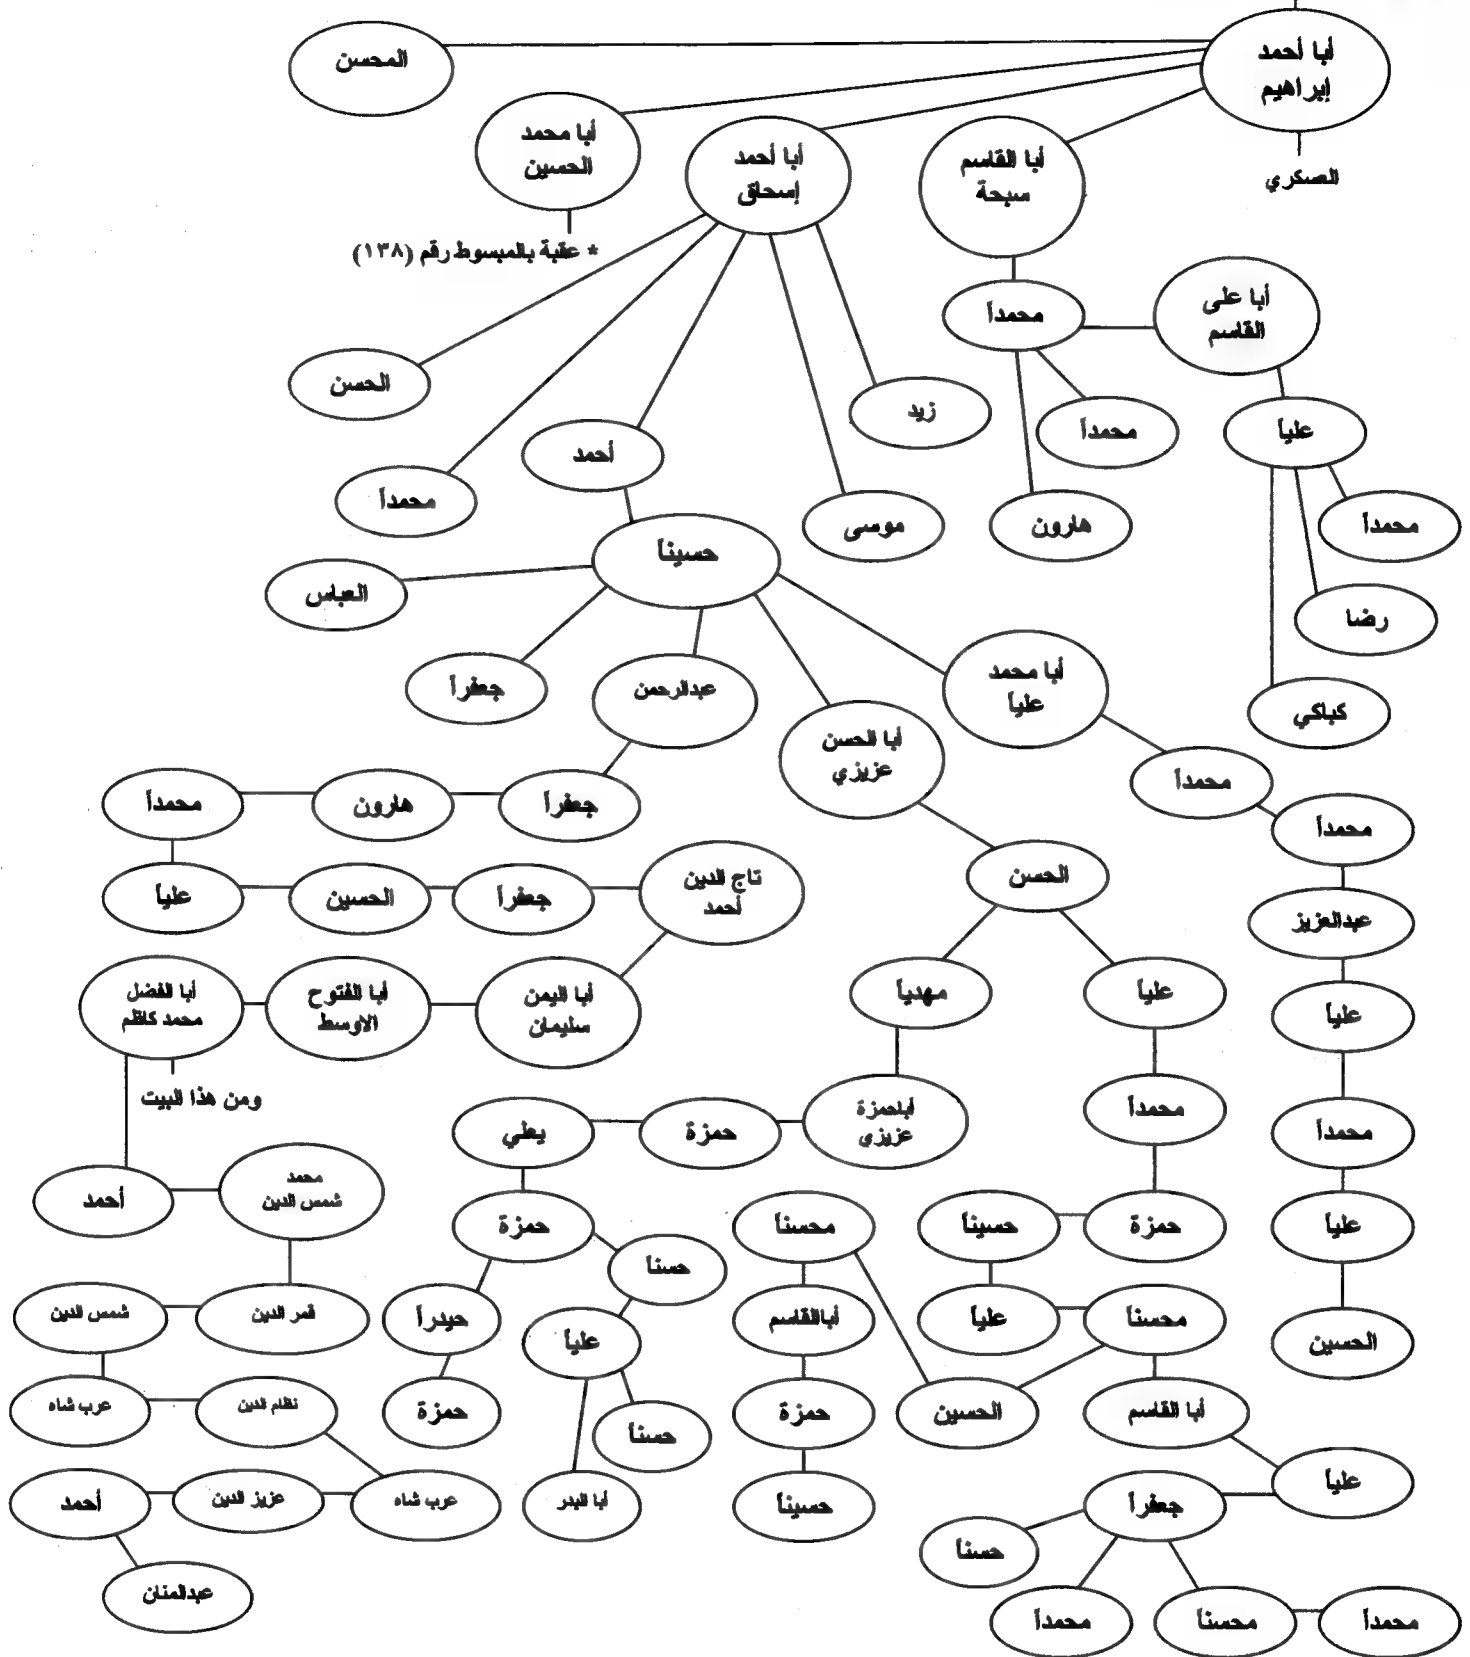 أبا أحمد
إبراهيم
العسكري
المحسن
أبا محمد
الحسين
* عقبة بالمبسوط رقم (١٣٨)
أبا أحمد
إسحاق
أبا القاسم
سبحة
محمداً
أبا على
القاسم
علياً
محمداً
هارون
محمداً
رضا
كباكي
زيد
موسى
أحمد
محمداً
الحسن
حسيناً
العباس
جعفراً
عبدالرحمن
أبا الحسن
عزيزي
أبا محمد
علياً
محمداً
محمداً
عبدالعزيز
علياً
محمداً
علياً
الحسين
جعفراً
هارون
محمداً
علياً
الحسين
جعفراً
تاج الدين
أحمد
أبا اليمن
سليمان
أبا الفتوح
الاوسط
أبا الفضل
محمد كاظم
ومن هذا البيت
أحمد
محمد
شمس الدين
قمر الدين
شمس الدين
عرب شاه
نظام الدين
عرب شاه
عزيز الدين
أحمد
عبدالمنان
الحسن
مهدياً
علياً
أباحمزة
عزيزي
حمزة
يعلي
حمزة
حسناً
حيدراً
حمزة
علياً
حسناً
أبا البدر
محمداً
حمزة
حسيناً
علياً
محسناً
الحسين
محسناً
أباالقاسم
حمزة
حسيناً
أبا القاسم
علياً
جعفراً
حسناً
محمداً
محسناً
محمداً